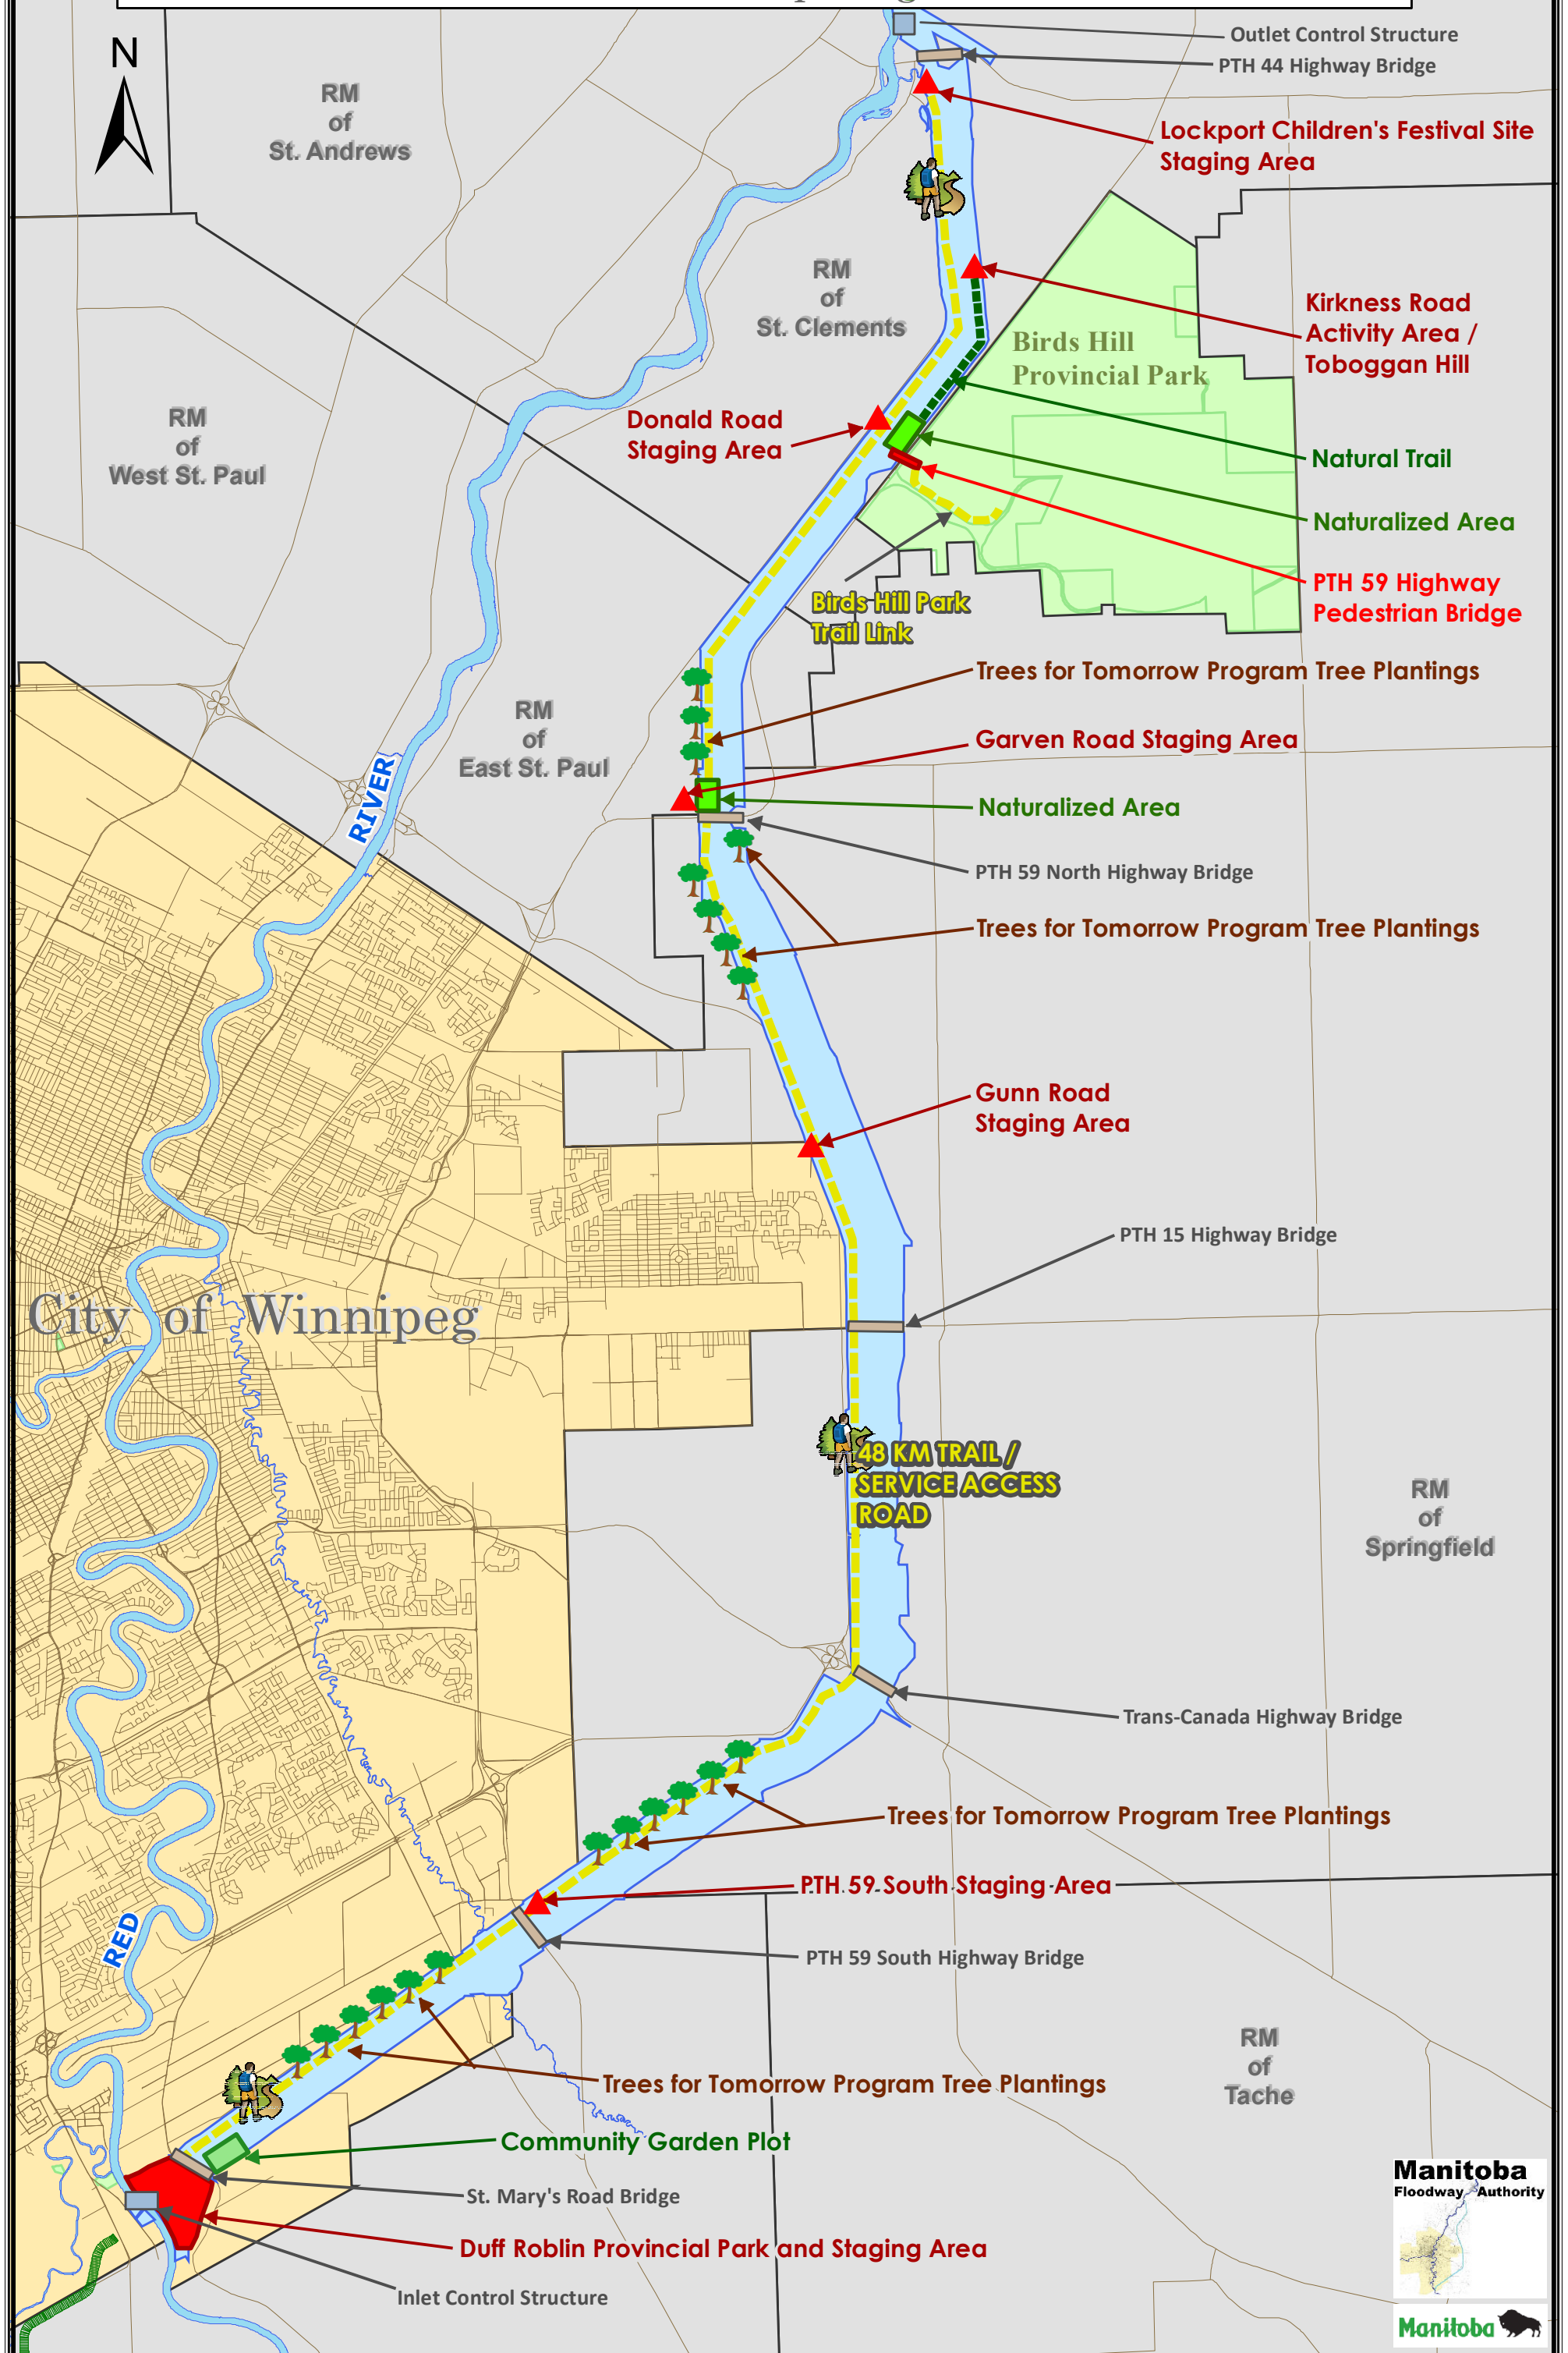 Outlet Control Structure
PTH 44 Highway Bridge
N
RM
of
St. Andrews
Lockport Children's Festival Site
Staging Area
RM
of
St. Clements
Kirkness Road
Activity Area /
Toboggan Hill
Birds Hill
Provincial Park
RM
of
West St. Paul
Donald Road
Staging Area
Natural Trail
Naturalized Area
PTH 59 Highway
Pedestrian Bridge
Birds Hill Park
Trail Link
Trees for Tomorrow Program Tree Plantings
RM
of
East St. Paul
Garven Road Staging Area
RIVER
Naturalized Area
PTH 59 North Highway Bridge
Trees for Tomorrow Program Tree Plantings
Gunn Road
Staging Area
PTH 15 Highway Bridge
City of Winnipeg
48 KM TRAIL /
SERVICE ACCESS
ROAD
RM
of
Springfield
Trans-Canada Highway Bridge
Trees for Tomorrow Program Tree Plantings
PTH 59 South Staging Area
RED
PTH 59 South Highway Bridge
RM
of
Tache
Trees for Tomorrow Program Tree Plantings
Community Garden Plot
St. Mary's Road Bridge
Duff Roblin Provincial Park and Staging Area
Inlet Control Structure
Manitoba
Floodway Authority
Manitoba